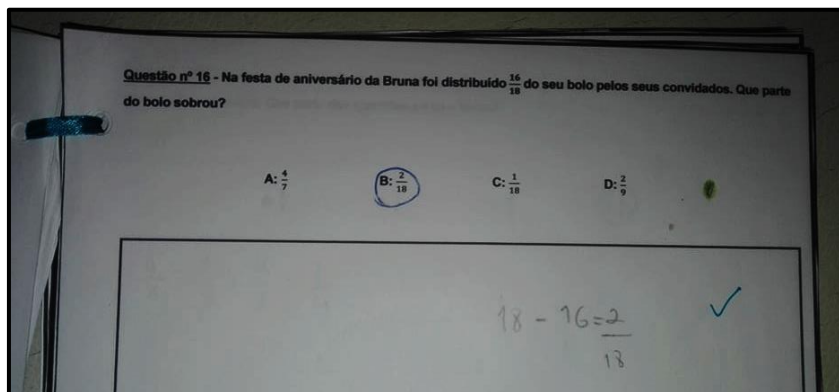 Questão nº 16 - Na festa de aniversário da Bruna foi distribuido 16/18 do seu bolo pelos seus convidados. Que parte
do bolo sobrou?
A: 4/7 B: 2/18 C: 1/18 D: 2/9
18 - 16 = 2/18